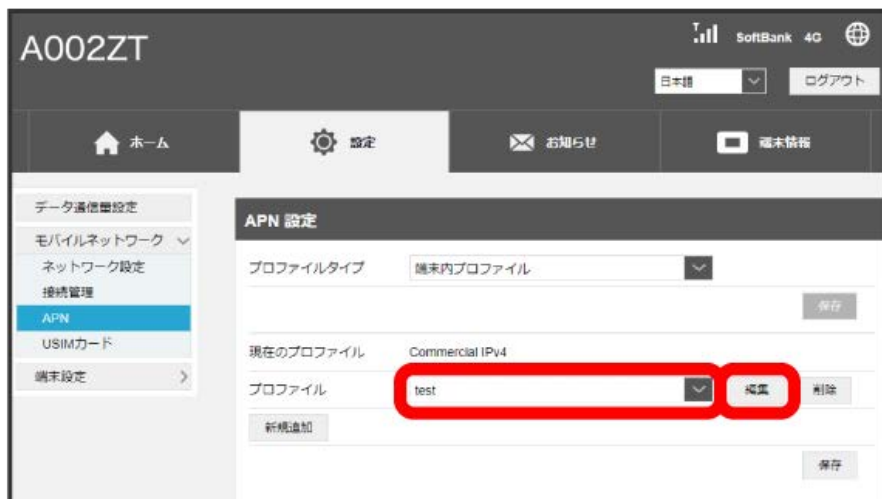 A002ZT
SoftBank 4G
日本語
ログアウト
ホーム
設定
お知らせ
端末情報
データ通信量設定
モバイルネットワーク
ネットワーク設定
接続管理
APN
USIMカード
端末設定
APN 設定
プロファイルタイプ 端末内プロファイル
保存
現在のプロファイル Commercial IPv4
プロファイル test 編集 削除
新規追加
保存